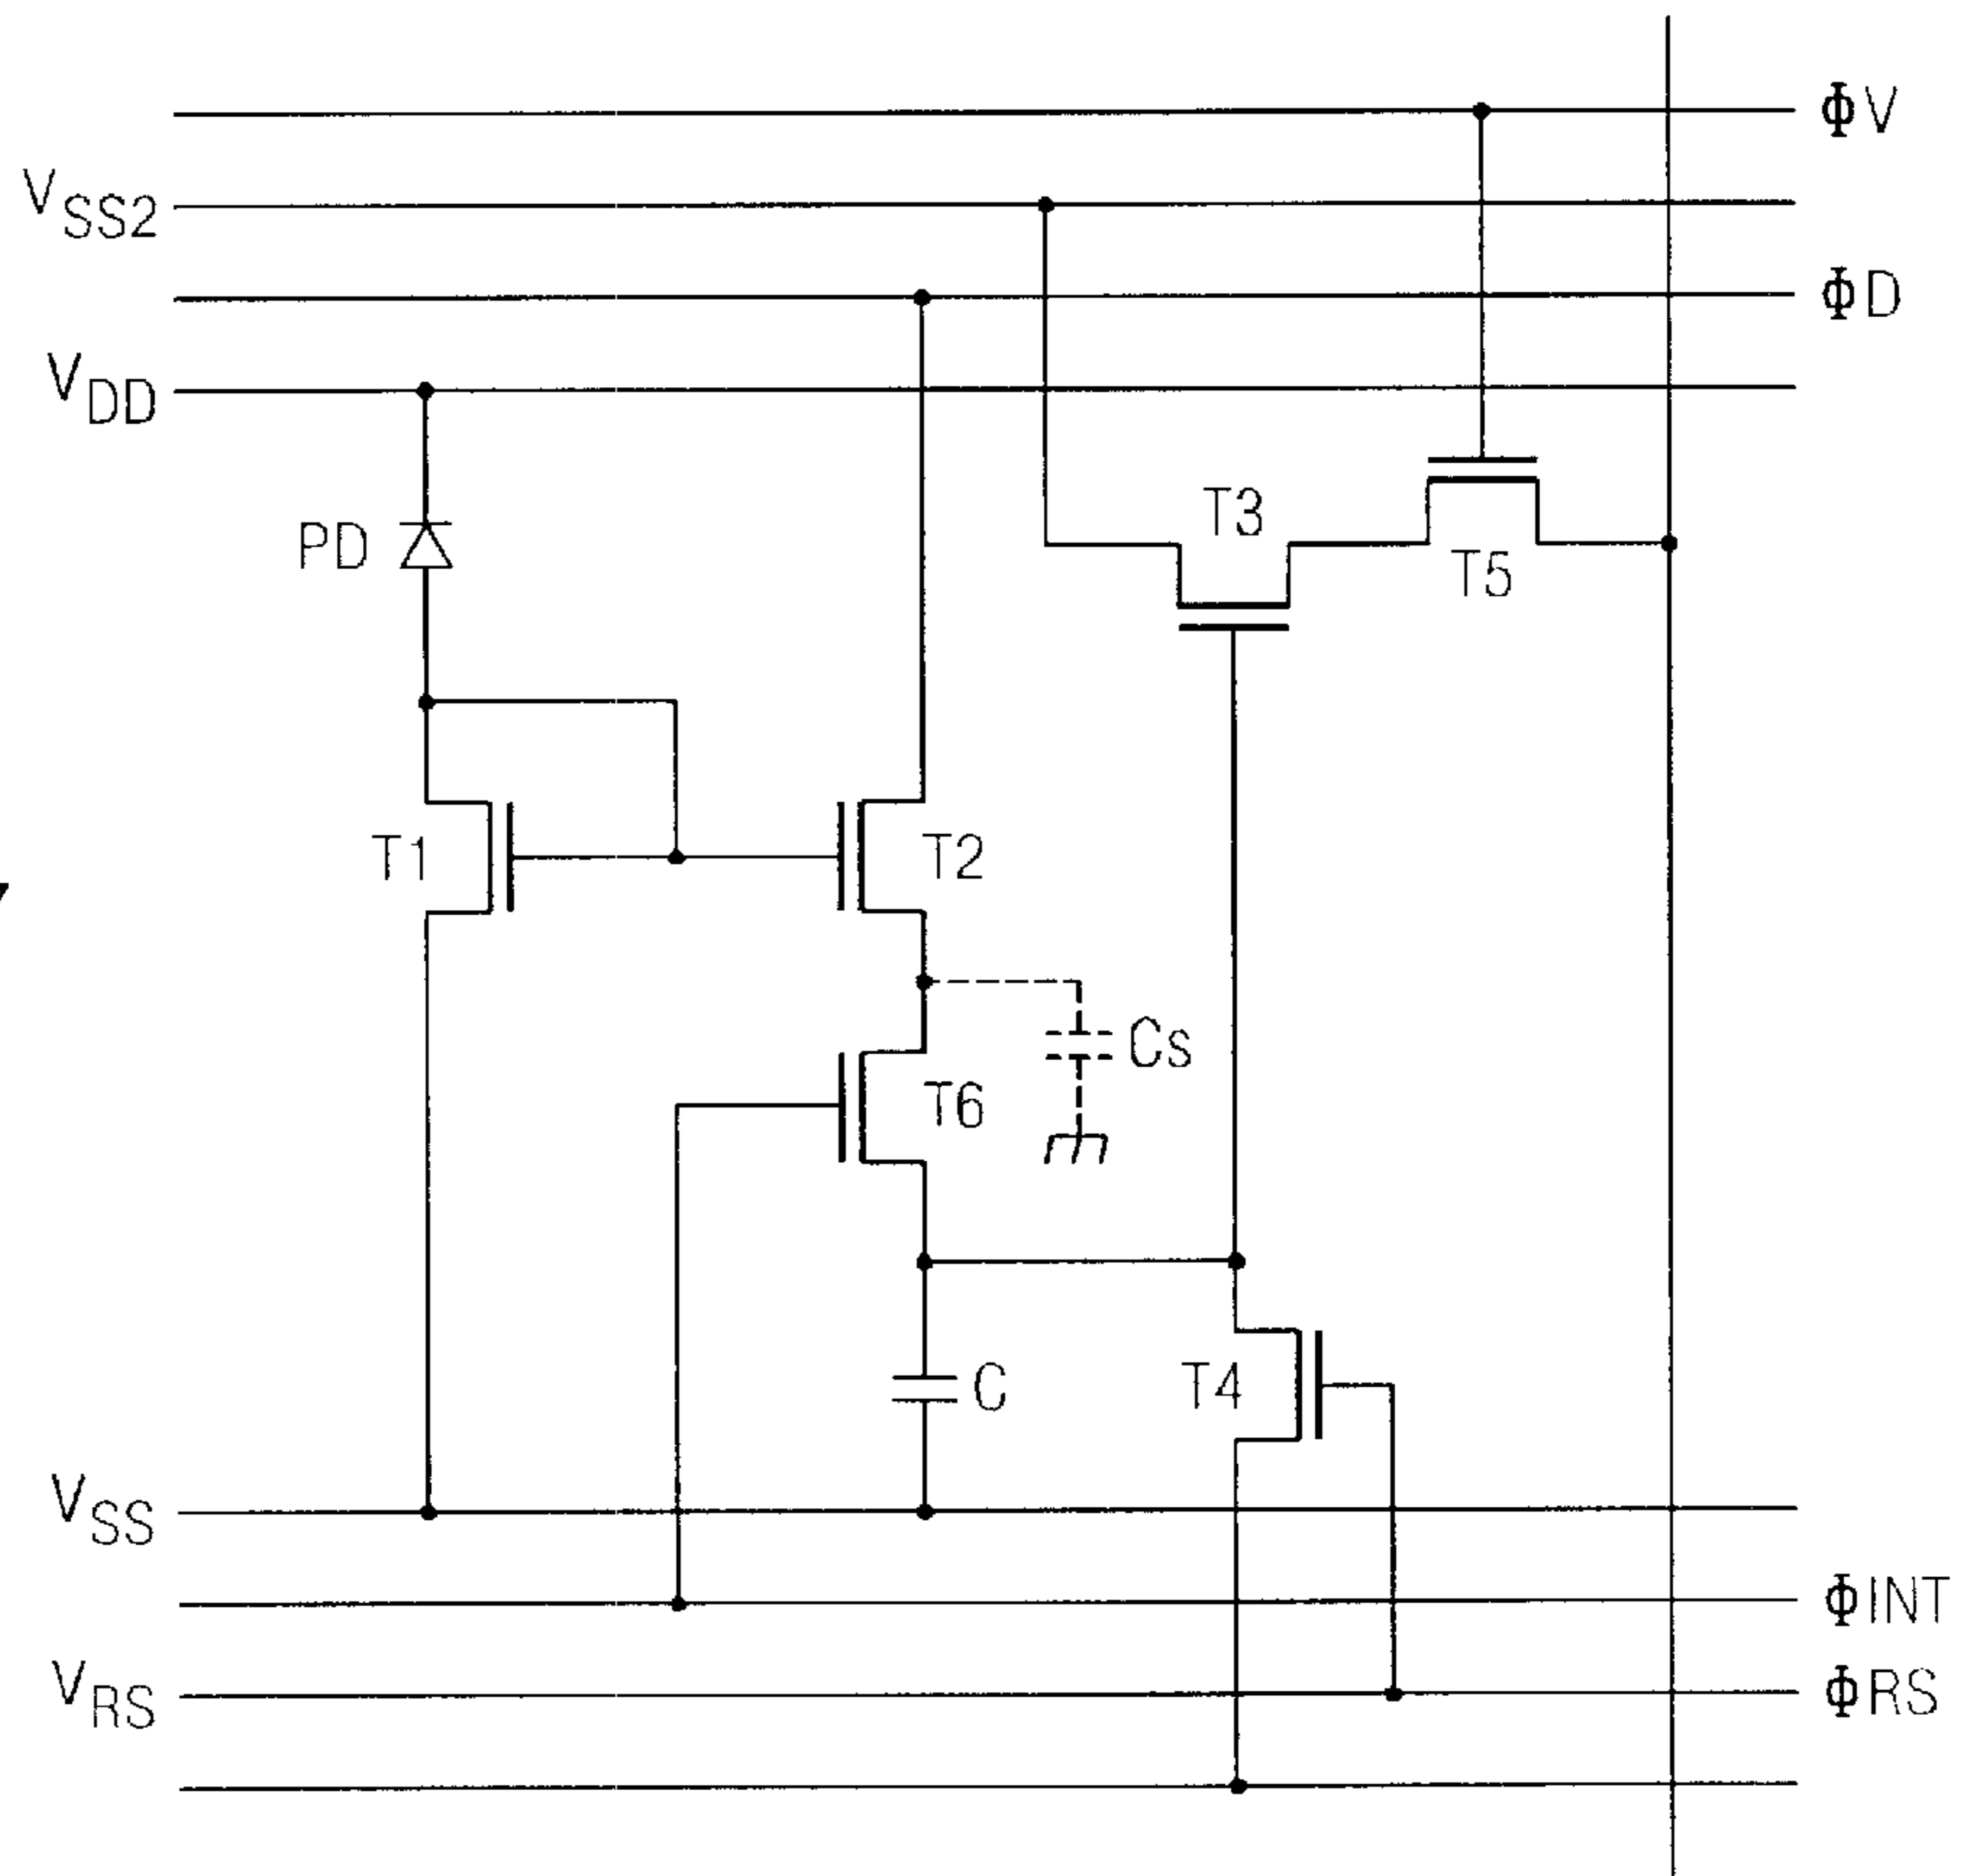 ΦV
VSS2
ΦD
VDD
T3
PD
T5
T1
T2
Cs
T6
T4
C
VSS
ΦINT
VRS
ΦRS